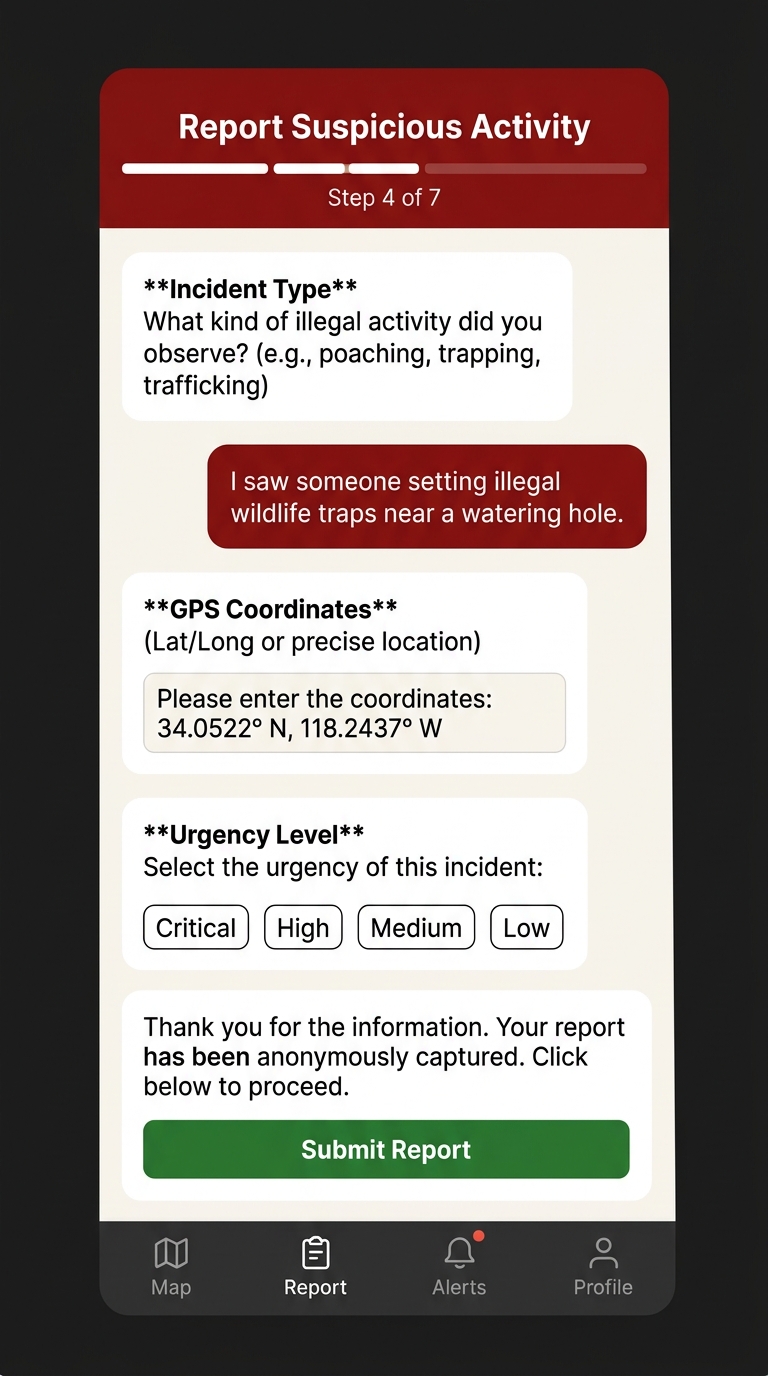 Report Suspicious Activity
Step 4 of 7
**Incident Type**
What kind of illegal activity did you
observe? (e.g., poaching, trapping,
trafficking)
I saw someone setting illegal
wildlife traps near a watering hole.
**GPS Coordinates**
(Lat/Long or precise location)
Please enter the coordinates:
34.0522° N, 118.2437° W
**Urgency Level**
Select the urgency of this incident:
Critical High Medium Low
Thank you for the information. Your report
has been anonymously captured. Click
below to proceed.
Submit Report
Map Report Alerts Profile